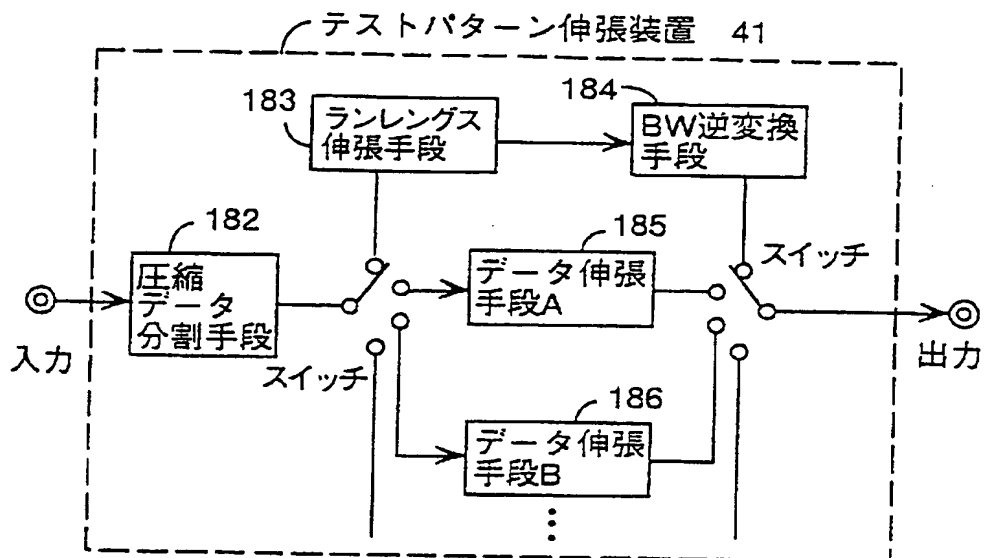 テストパターン伸張装置 41
183
ランレングス
伸張手段
184
BW逆変換
手段
182
圧縮
データ
分割手段
185
データ伸張
手段A
スイッチ
入力
スイッチ
出力
186
データ伸張
手段B